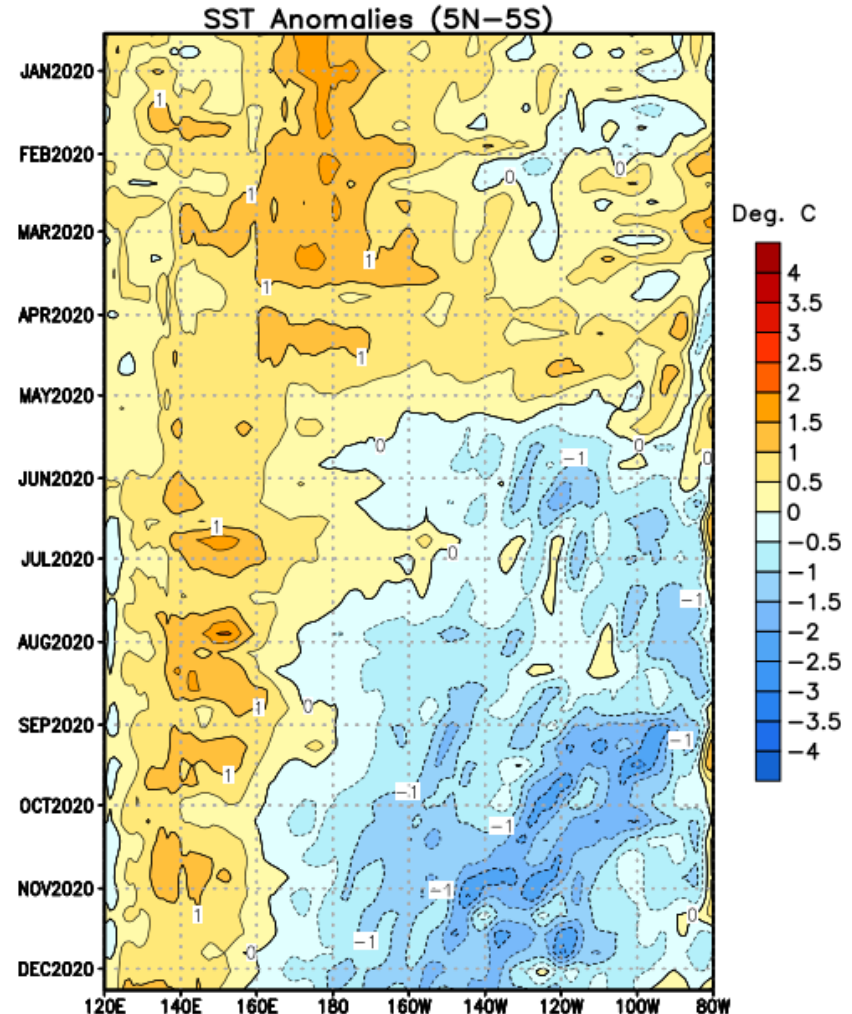 SST Anomalies (5N−5S)
JAN2020
FEB2020
MAR2020
APR2020
MAY2020
JUN2020
JUL2020
AUG2020
SEP2020
OCT2020
NOV2020
DEC2020
120E 140E 160E 180 160W 140W 120W 100W 80W
1
0
0
1
1
1
1
0
−1
0
0
1
0
−1
1
0
−1
1
−1
−1
−1
1
0
−1
0
Deg. C
4
3.5
3
2.5
2
1.5
1
0.5
0
−0.5
−1
−1.5
−2
−2.5
−3
−3.5
−4